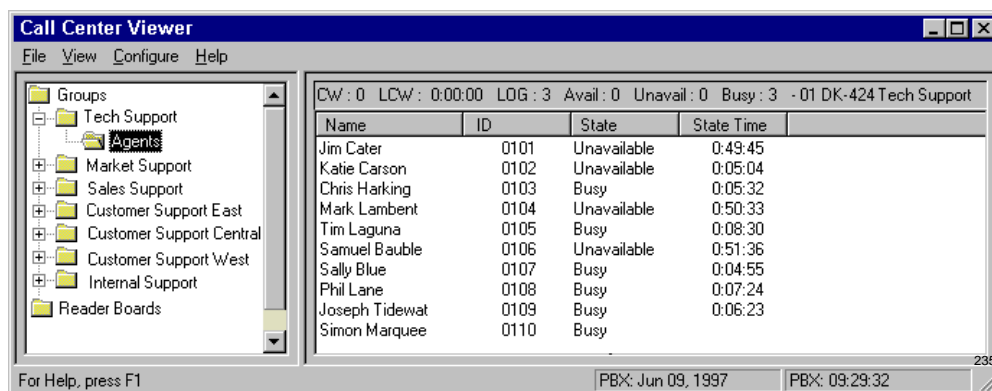 Call Center Viewer
File View Configure Help
Groups
Tech Support
Agents
Market Support
Sales Support
Customer Support East
Customer Support Central
Customer Support West
Internal Support
Reader Boards
CW : 0 LCW : 0:00:00 LOG : 3 Avail : 0 Unavail : 0 Busy : 3 - 01 DK-424 Tech Support
Name ID State State Time
Jim Cater 0101 Unavailable 0:49:45
Katie Carson 0102 Unavailable 0:05:04
Chris Harking 0103 Busy 0:05:32
Mark Lambent 0104 Unavailable 0:50:33
Tim Laguna 0105 Busy 0:08:30
Samuel Bauble 0106 Unavailable 0:51:36
Sally Blue 0107 Busy 0:04:55
Phil Lane 0108 Busy 0:07:24
Joseph Tidewat 0109 Busy 0:06:23
Simon Marquee 0110 Busy
235
For Help, press F1 PBX: Jun 09, 1997 PBX: 09:29:32